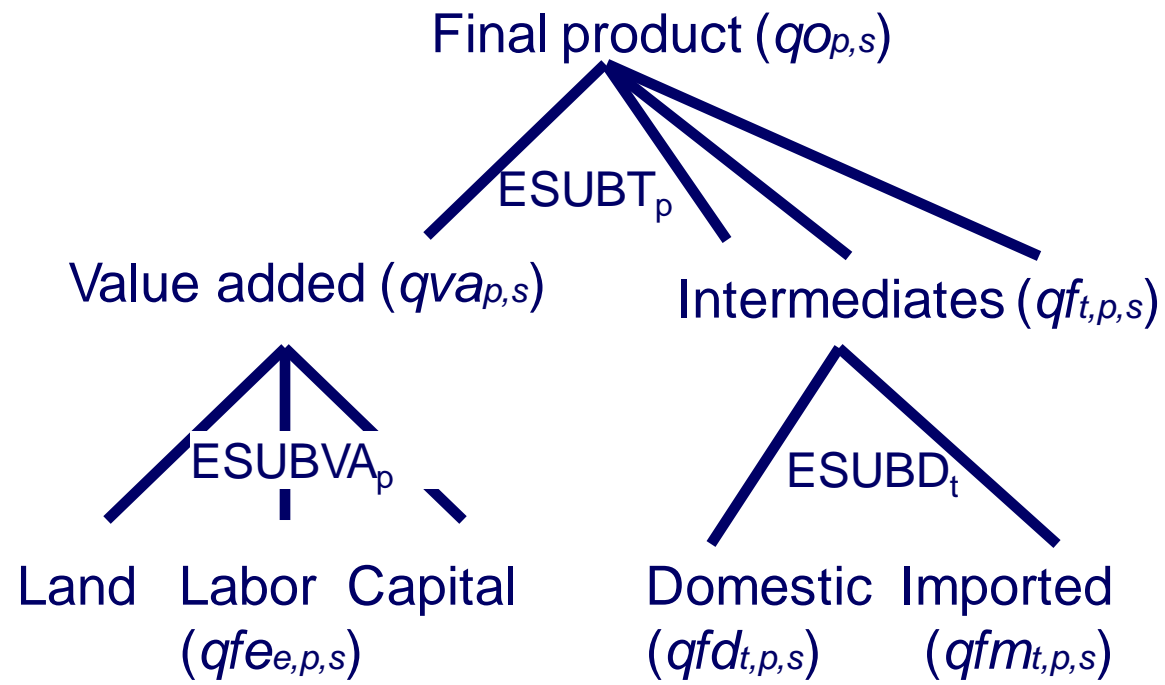 Final product (qop,s)
ESUBTp
Value added (qvap,s)
Intermediates (qft,p,s)
ESUBVAp
ESUBDt
Land Labor Capital
Domestic Imported
(qfee,p,s)
(qfdt,p,s) (qfmt,p,s)